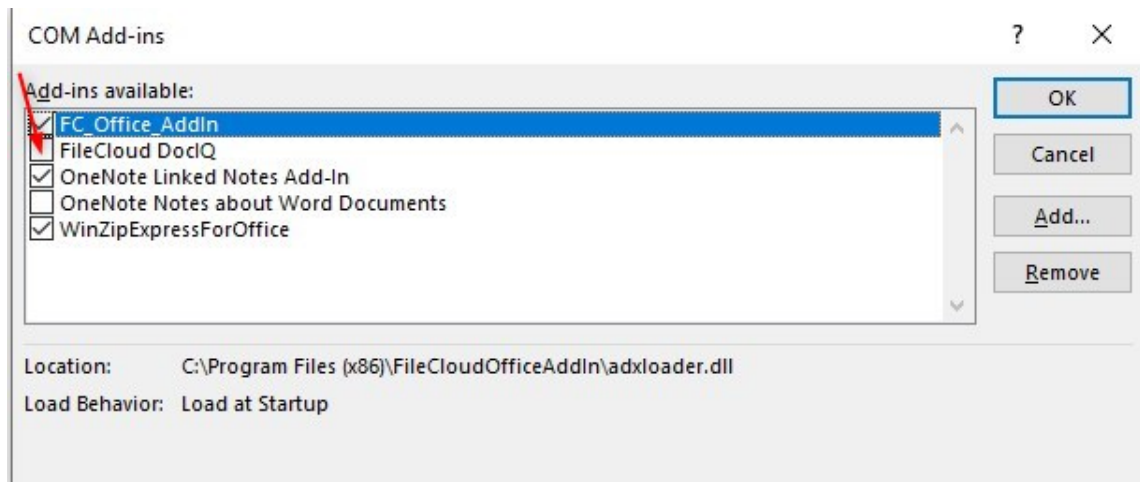 COM Add-ins
?
Add-ins available:
FC_Office_AddIn
FileCloud DocIQ
OneNote Linked Notes Add-In
OneNote Notes about Word Documents
WinZipExpressForOffice
OK
Cancel
Add...
Remove
Location: C:\Program Files (x86)\FileCloudOfficeAddIn\adxloader.dll
Load Behavior: Load at Startup